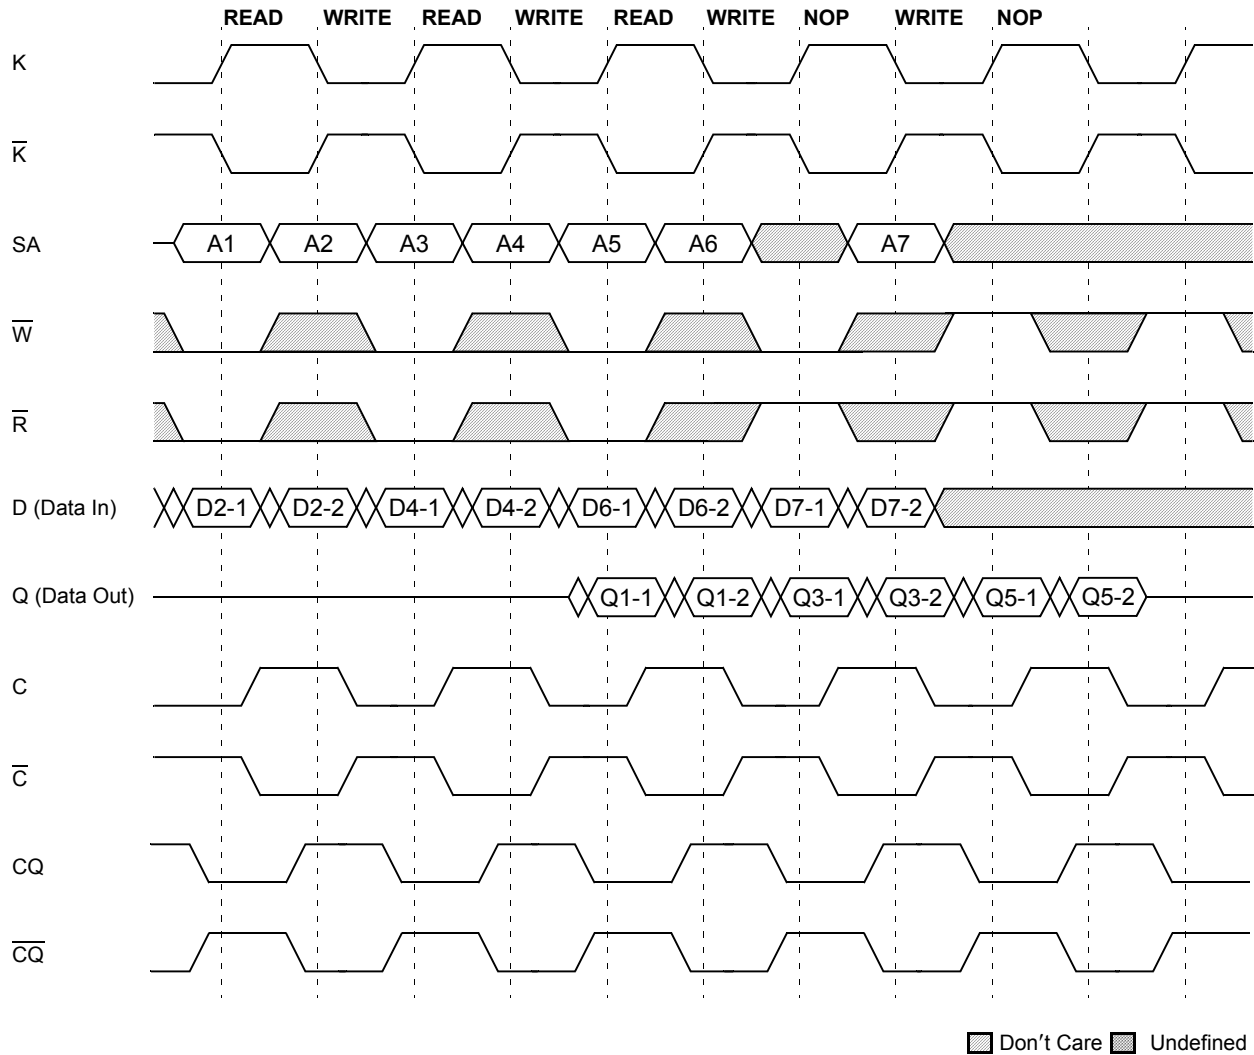 READ WRITE READ WRITE READ WRITE NOP WRITE NOP
K
K̅
SA A1 A2 A3 A4 A5 A6 A7
W̅
R̅
D (Data In) D2-1 D2-2 D4-1 D4-2 D6-1 D6-2 D7-1 D7-2
Q (Data Out) Q1-1 Q1-2 Q3-1 Q3-2 Q5-1 Q5-2
C
C̅
CQ
C̅Q̅
Don′t Care Undefined